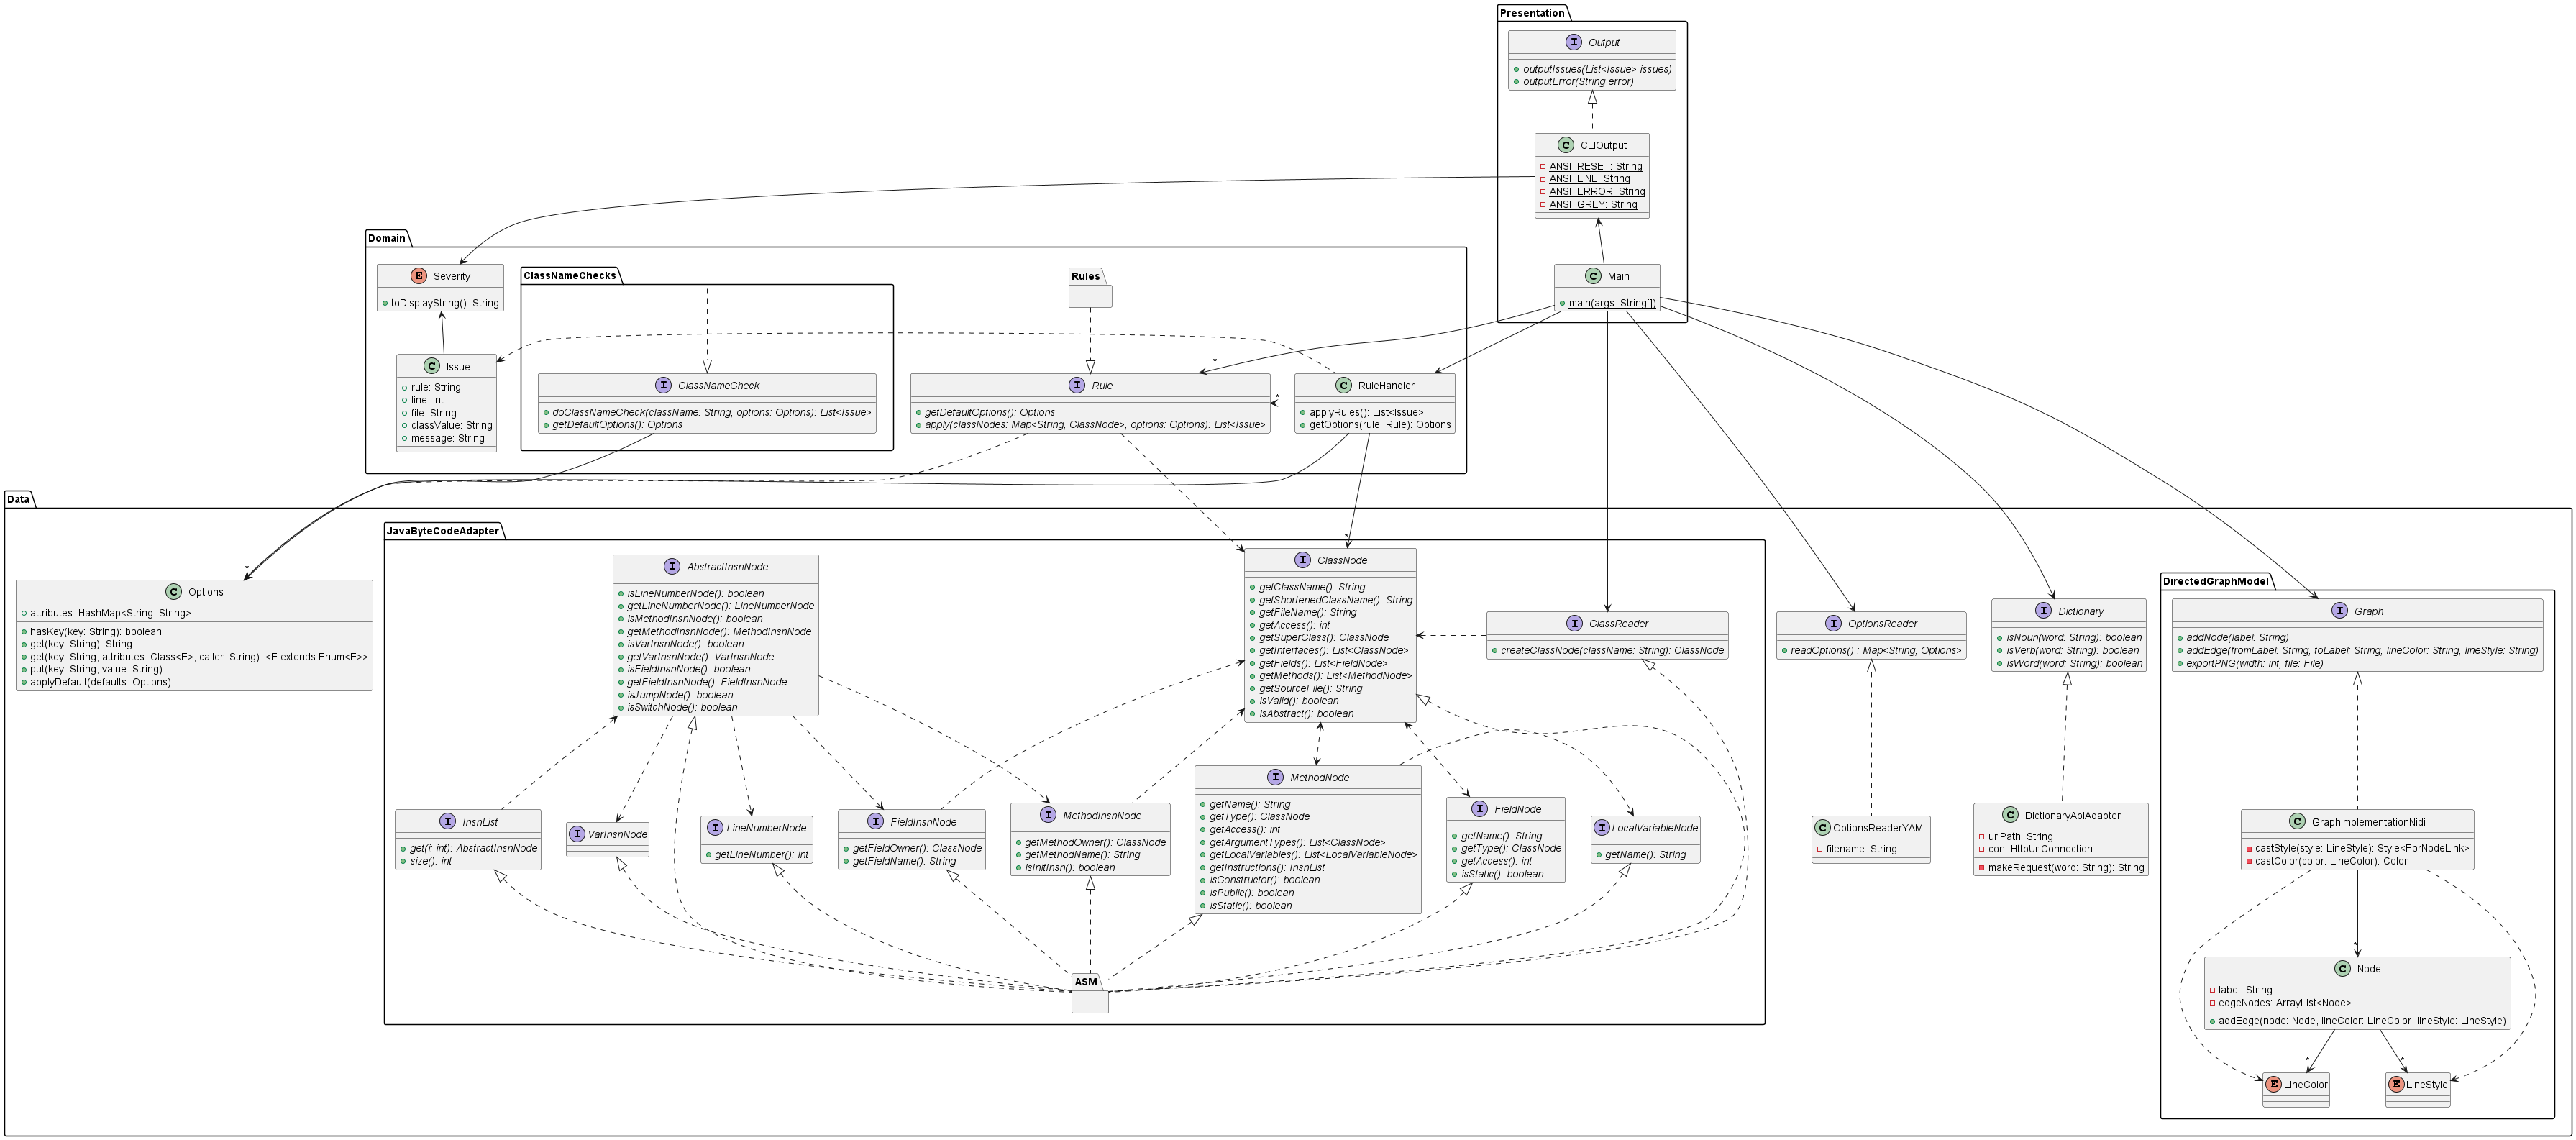 Presentation
I Output
outputIssues(List<Issue> issues)
outputError(String error)
C CLIOutput
ANSI_RESET: String
ANSI_LINE: String
ANSI_ERROR: String
ANSI_GREY: String
C Main
main(args: String[])
Domain
E Severity
toDisplayString(): String
C Issue
rule: String
line: int
file: String
classValue: String
message: String
ClassNameChecks
I ClassNameCheck
doClassNameCheck(className: String, options: Options): List<Issue>
getDefaultOptions(): Options
Rules
I Rule
getDefaultOptions(): Options
apply(classNodes: Map<String, ClassNode>, options: Options): List<Issue>
*
*
C RuleHandler
applyRules(): List<Issue>
getOptions(rule: Rule): Options
Data
*
C Options
attributes: HashMap<String, String>
hasKey(key: String): boolean
get(key: String): String
get(key: String, attributes: Class<E>, caller: String): <E extends Enum<E>>
put(key: String, value: String)
applyDefault(defaults: Options)
JavaByteCodeAdapter
I AbstractInsnNode
isLineNumberNode(): boolean
getLineNumberNode(): LineNumberNode
isMethodInsnNode(): boolean
getMethodInsnNode(): MethodInsnNode
isVarInsnNode(): boolean
getVarInsnNode(): VarInsnNode
isFieldInsnNode(): boolean
getFieldInsnNode(): FieldInsnNode
isJumpNode(): boolean
isSwitchNode(): boolean
*
I ClassNode
getClassName(): String
getShortenedClassName(): String
getFileName(): String
getAccess(): int
getSuperClass(): ClassNode
getInterfaces(): List<ClassNode>
getFields(): List<FieldNode>
getMethods(): List<MethodNode>
getSourceFile(): String
isValid(): boolean
isAbstract(): boolean
I ClassReader
createClassNode(className: String): ClassNode
I InsnList
get(i: int): AbstractInsnNode
size(): int
I VarInsnNode
I LineNumberNode
getLineNumber(): int
I FieldInsnNode
getFieldOwner(): ClassNode
getFieldName(): String
I MethodInsnNode
getMethodOwner(): ClassNode
getMethodName(): String
isInitInsn(): boolean
I MethodNode
getName(): String
getType(): ClassNode
getAccess(): int
getArgumentTypes(): List<ClassNode>
getLocalVariables(): List<LocalVariableNode>
getInstructions(): InsnList
isConstructor(): boolean
isPublic(): boolean
isStatic(): boolean
I FieldNode
getName(): String
getType(): ClassNode
getAccess(): int
isStatic(): boolean
I LocalVariableNode
getName(): String
ASM
I OptionsReader
readOptions() : Map<String, Options>
C OptionsReaderYAML
filename: String
I Dictionary
isNoun(word: String): boolean
isVerb(word: String): boolean
isWord(word: String): boolean
C DictionaryApiAdapter
urlPath: String
con: HttpUrlConnection
makeRequest(word: String): String
DirectedGraphModel
I Graph
addNode(label: String)
addEdge(fromLabel: String, toLabel: String, lineColor: String, lineStyle: String)
exportPNG(width: int, file: File)
C GraphImplementationNidi
castStyle(style: LineStyle): Style<ForNodeLink>
castColor(color: LineColor): Color
*
C Node
label: String
edgeNodes: ArrayList<Node>
addEdge(node: Node, lineColor: LineColor, lineStyle: LineStyle)
*
*
E LineColor
E LineStyle